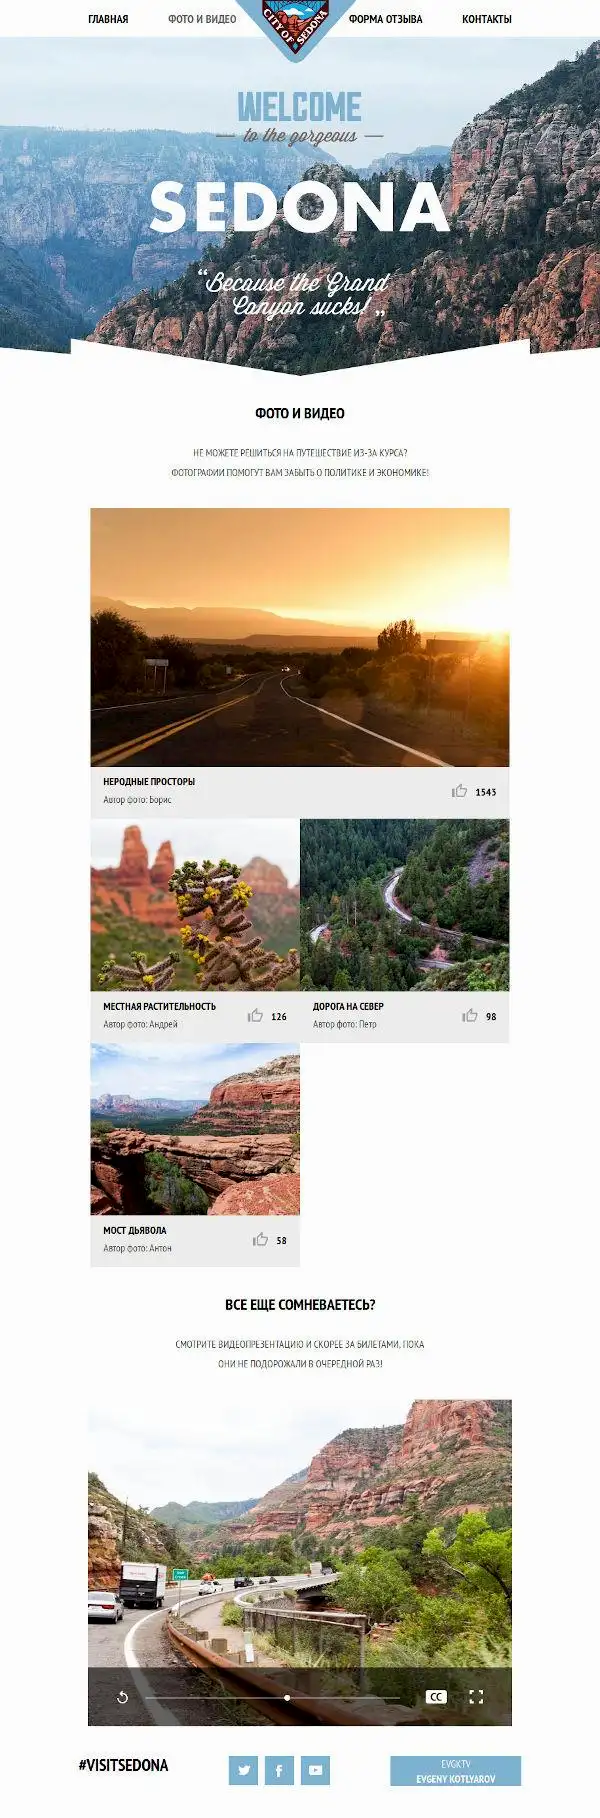 ГЛАВНАЯ
ФОТО И ВИДЕО
CITY OF SEDONA
ФОРМА ОТЗЫВА
КОНТАКТЫ
WELCOME
to the gorgeous
SEDONA
“Because the Grand
Canyon sucks!„
ФОТО И ВИДЕО
НЕ МОЖЕТЕ РЕШИТЬСЯ НА ПУТЕШЕСТВИЕ ИЗ-ЗА КУРСА?
ФОТОГРАФИИ ПОМОГУТ ВАМ ЗАБЫТЬ О ПОЛИТИКЕ И ЭКОНОМИКЕ!
НЕРОДНЫЕ ПРОСТОРЫ
Автор фото: Борис
1543
МЕСТНАЯ РАСТИТЕЛЬНОСТЬ
Автор фото: Андрей
126
ДОРОГА НА СЕВЕР
Автор фото: Петр
98
МОСТ ДЬЯВОЛА
Автор фото: Антон
58
ВСЕ ЕЩЕ СОМНЕВАЕТЕСЬ?
СМОТРИТЕ ВИДЕОПРЕЗЕНТАЦИЮ И СКОРЕЕ ЗА БИЛЕТАМИ, ПОКА
ОНИ НЕ ПОДОРОЖАЛИ В ОЧЕРЕДНОЙ РАЗ!
CC
#VISITSEDONA
EVGKTV
EVGENY KOTLYAROV